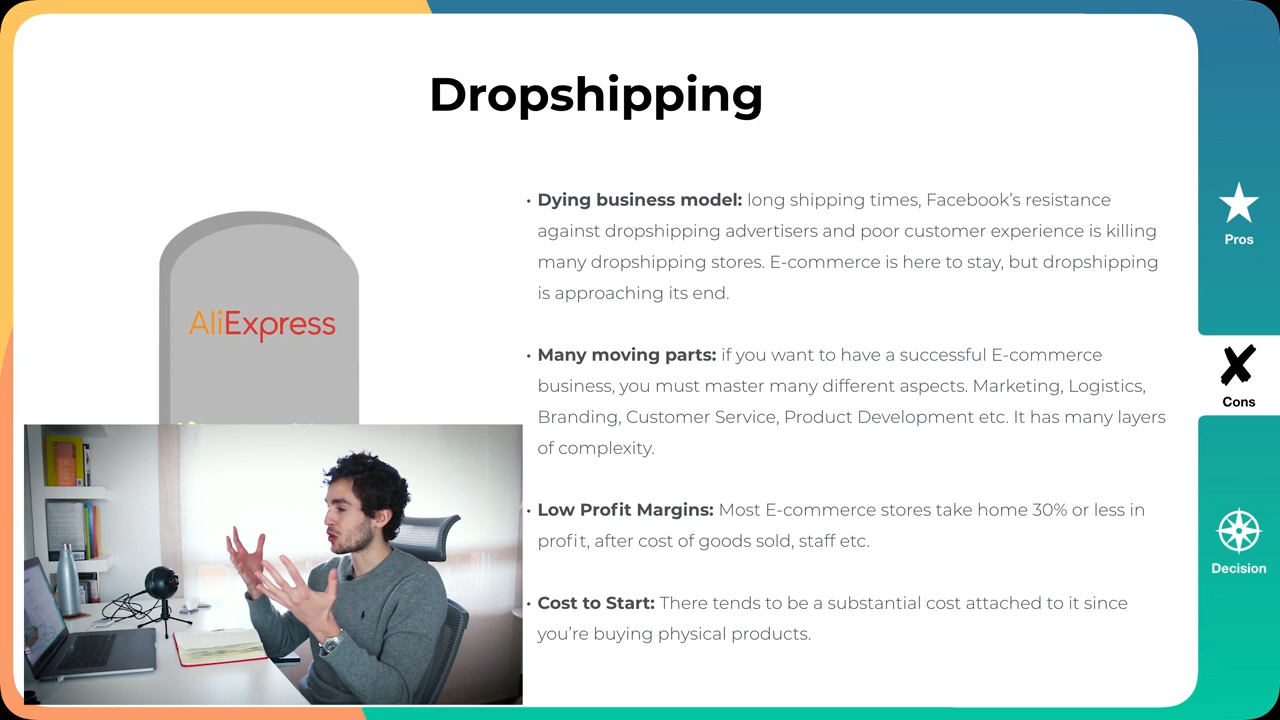 Dropshipping
• Dying business model: long shipping times, Facebook’s resistance
against dropshipping advertisers and poor customer experience is killing
many dropshipping stores. E-commerce is here to stay, but dropshipping
is approaching its end.
• Many moving parts: if you want to have a successful E-commerce
business, you must master many different aspects. Marketing, Logistics,
Branding, Customer Service, Product Development etc. It has many layers
of complexity.
• Low Profit Margins: Most E-commerce stores take home 30% or less in
profit, after cost of goods sold, staff etc.
• Cost to Start: There tends to be a substantial cost attached to it since
you’re buying physical products.
AliExpress
Pros
Cons
Decision